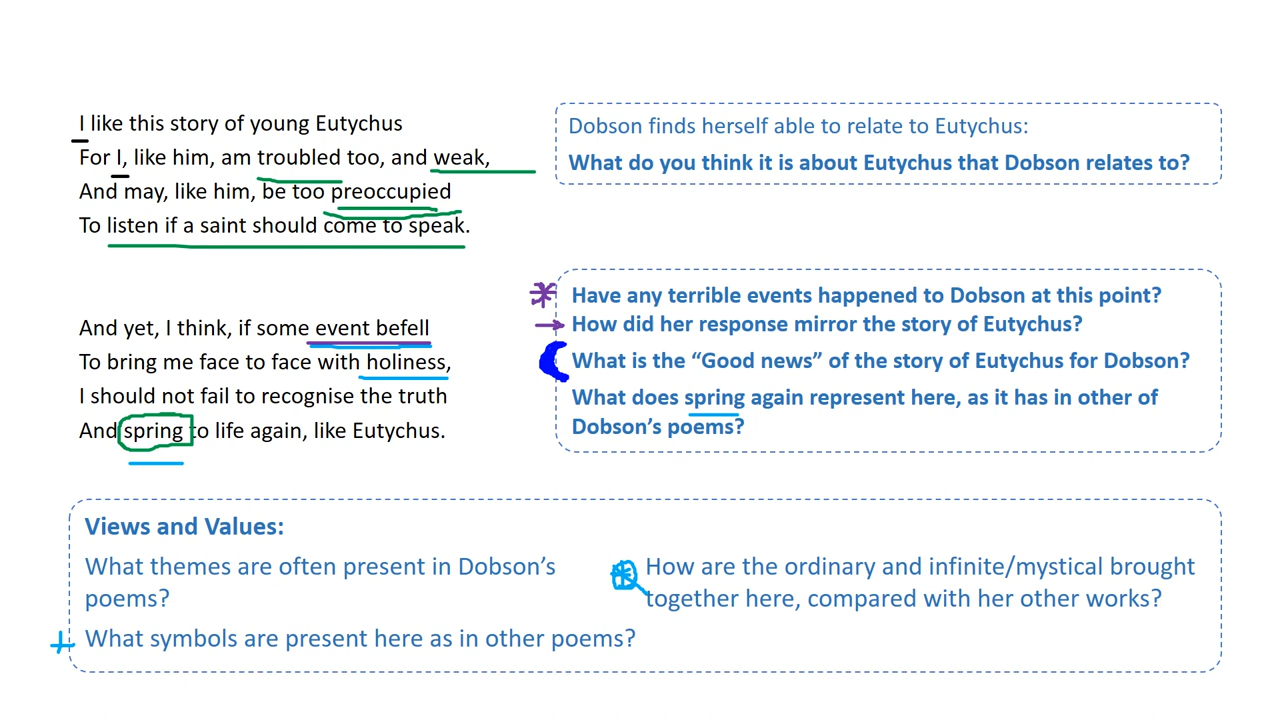 I like this story of young Eutychus
For I, like him, am troubled too, and weak,
And may, like him, be too preoccupied
To listen if a saint should come to speak.
And yet, I think, if some event befell
To bring me face to face with holiness,
I should not fail to recognise the truth
And spring to life again, like Eutychus.
Dobson finds herself able to relate to Eutychus:
What do you think it is about Eutychus that Dobson relates to?
Have any terrible events happened to Dobson at this point?
How did her response mirror the story of Eutychus?
What is the “Good news” of the story of Eutychus for Dobson?
What does spring again represent here, as it has in other of
Dobson’s poems?
Views and Values:
What themes are often present in Dobson’s
poems?
What symbols are present here as in other poems?
How are the ordinary and infinite/mystical brought
together here, compared with her other works?